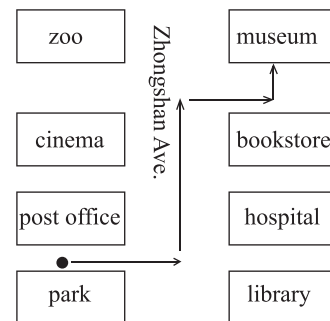 zoo
Zhongshan Ave.
museum
cinema
bookstore
post office
hospital
park
library